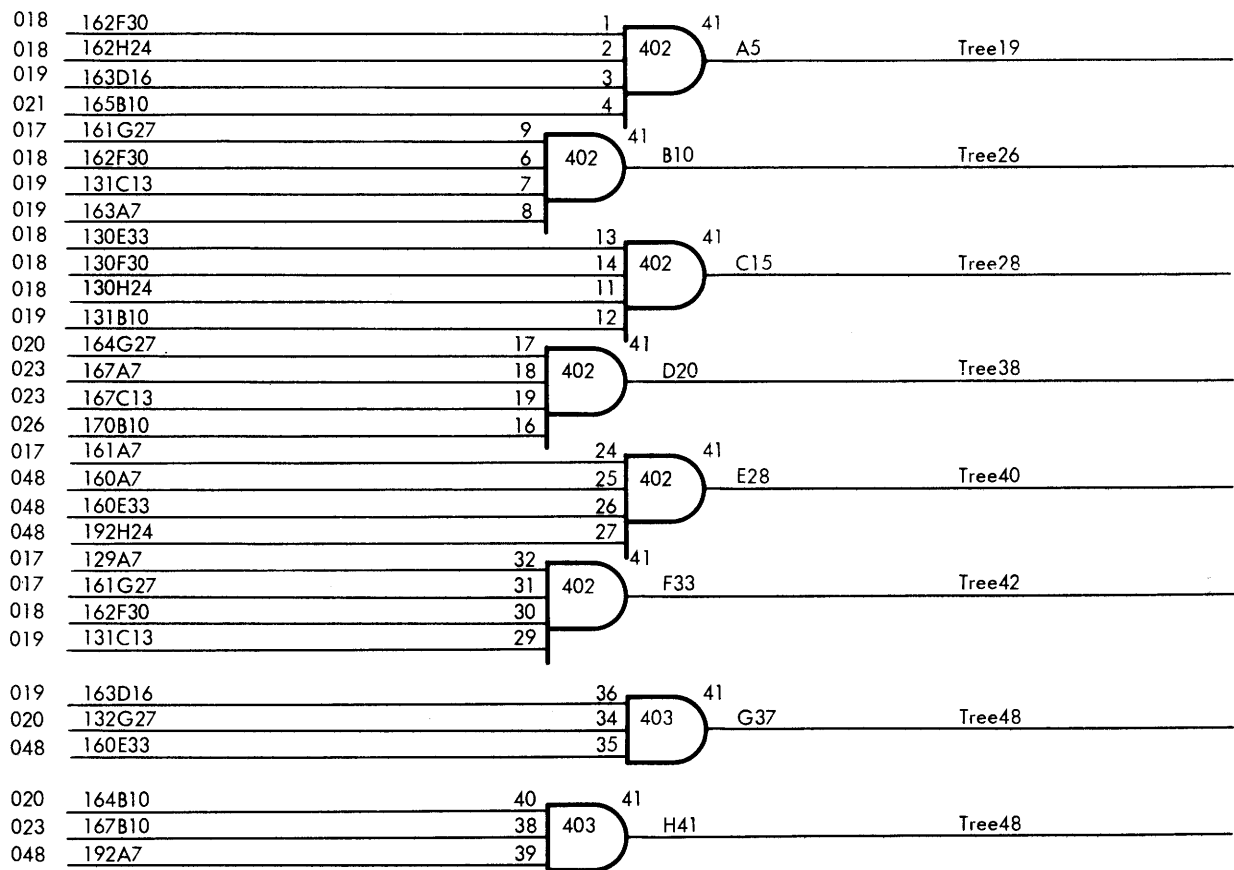 018 162F30 1 41
018 162H24 2 402 A5 Tree19
019 163D16 3
021 165B10 4
017 161G27 9 41
018 162F30 6 402 B10 Tree26
019 131C13 7
019 163A7 8
018 130E33 13 41
018 130F30 14 402 C15 Tree28
018 130H24 11
019 131B10 12
020 164G27 17 41
023 167A7 18 402 D20 Tree38
023 167C13 19
026 170B10 16
017 161A7 24 41
048 160A7 25 402 E28 Tree40
048 160E33 26
048 192H24 27
017 129A7 32 41
017 161G27 31 402 F33 Tree42
018 162F30 30
019 131C13 29
019 163D16 36 41
020 132G27 34 403 G37 Tree48
048 160E33 35
020 164B10 40 41
023 167B10 38 403 H41 Tree48
048 192A7 39